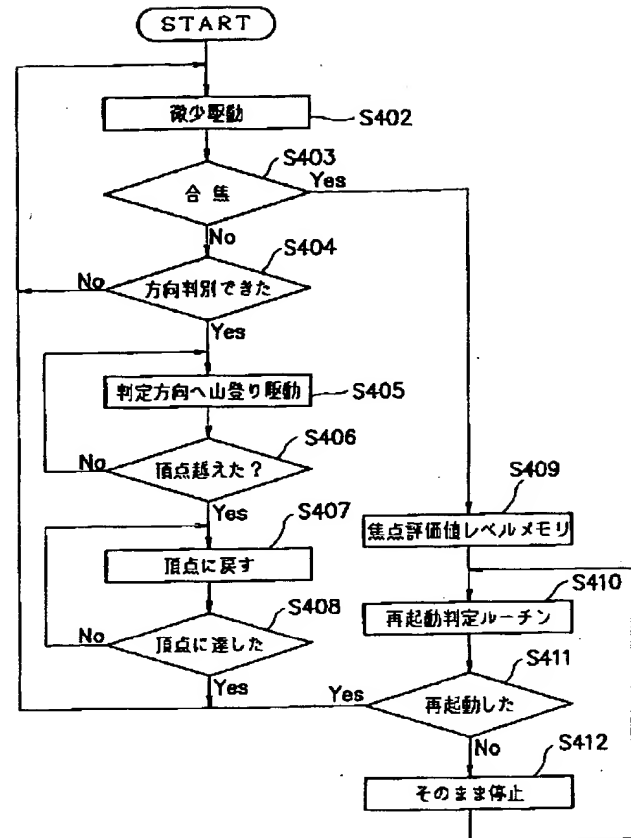 START
微少駆動
S402
S403
合焦
Yes
No
S404
方向判別できた
No
Yes
判定方向へ山登り駆動
S405
S406
頂点越えた？
No
Yes
S407
頂点に戻す
S408
頂点に達した
No
Yes
S409
焦点評価値レベルメモリ
S410
再起動判定ルーチン
S411
再起動した
Yes
No
S412
そのまま停止